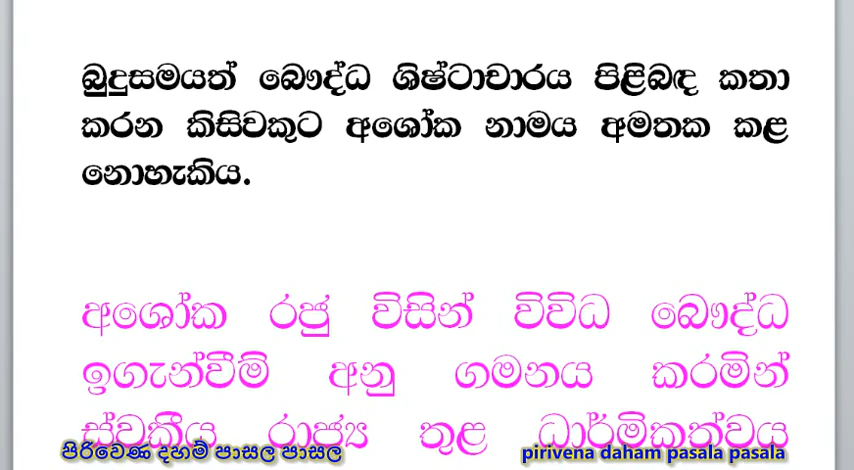 බුදුසමයත් බෞද්ධ ශිෂ්ටාචාරය පිළිබඳ කතා
කරන කිසිවකුට අශෝක නාමය අමතක කළ
නොහැකිය.
අශෝක රජු විසින් විවිධ බෞද්ධ
ඉගැන්වීම් අනු ගමනය කරමින්
ස්වකීය රාජ්‍ය තුළ ධාර්මිකත්වය
පිරිවෙණ දහම් පාසල පාසල
pirivena daham pasala pasala